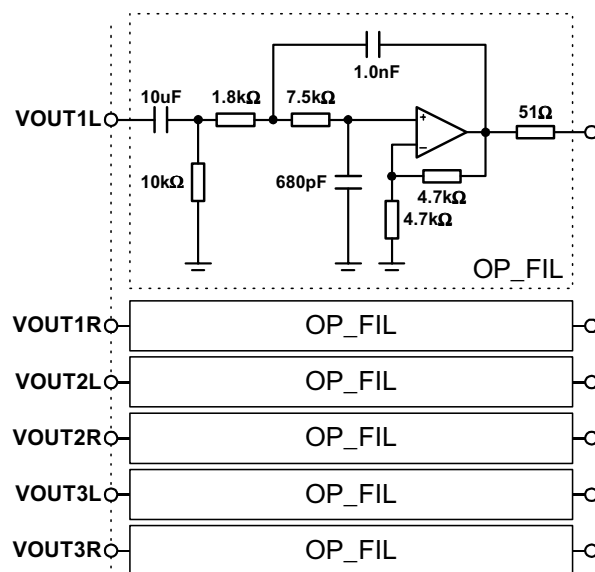 1.0nF
10uF
1.8kΩ
7.5kΩ
VOUT1L
+
51Ω
−
10kΩ
680pF
4.7kΩ
4.7kΩ
OP_FIL
VOUT1R OP_FIL
VOUT2L OP_FIL
VOUT2R OP_FIL
VOUT3L OP_FIL
VOUT3R OP_FIL